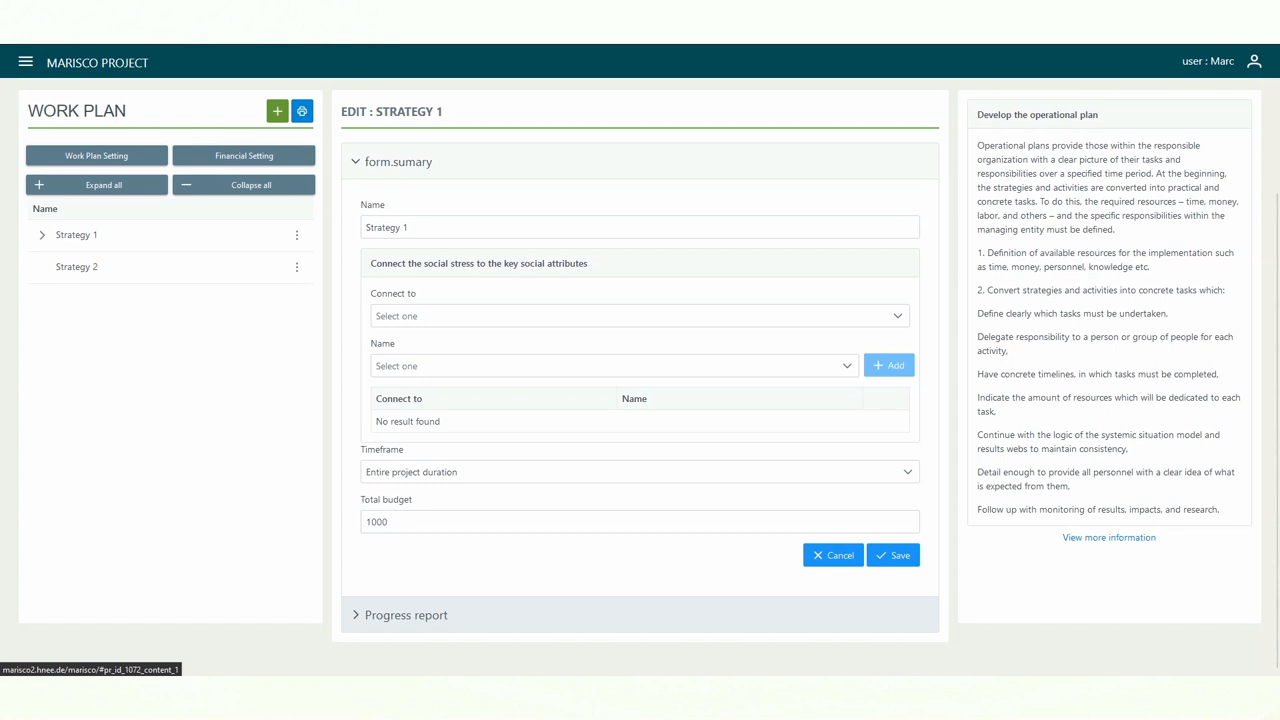 MARISCO PROJECT
user : Marc
WORK PLAN
Work Plan Setting
Financial Setting
Expand all
Collapse all
Name
Strategy 1
Strategy 2
EDIT : STRATEGY 1
form.sumary
Name
Strategy 1
Connect the social stress to the key social attributes
Connect to
Select one
Name
Select one
+ Add
Connect to
Name
No result found
Timeframe
Entire project duration
Total budget
1000
Cancel
Save
Progress report
Develop the operational plan
Operational plans provide those within the responsible
organization with a clear picture of their tasks and
responsibilities over a specified time period. At the beginning,
the strategies and activities are converted into practical and
concrete tasks. To do this, the required resources – time, money,
labor, and others – and the specific responsibilities within the
managing entity must be defined.
1. Definition of available resources for the implementation such
as time, money, personnel, knowledge etc.
2. Convert strategies and activities into concrete tasks which:
Define clearly which tasks must be undertaken,
Delegate responsibility to a person or group of people for each
activity,
Have concrete timelines, in which tasks must be completed,
Indicate the amount of resources which will be dedicated to each
task,
Continue with the logic of the systemic situation model and
results webs to maintain consistency,
Detail enough to provide all personnel with a clear idea of what
is expected from them,
Follow up with monitoring of results, impacts, and research.
View more information
marisco2.hnee.de/marisco/#pr_id_1072_content_1